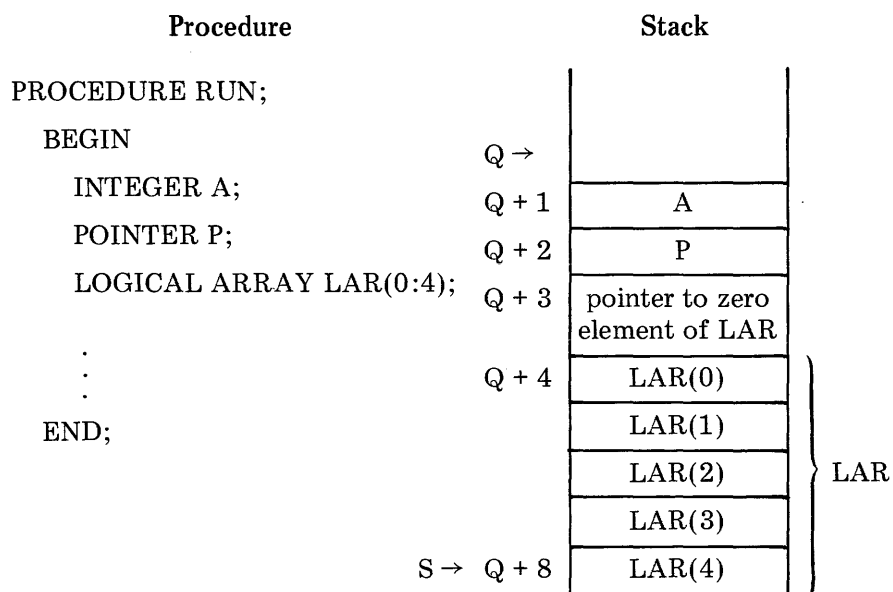 Procedure
Stack
PROCEDURE RUN;
BEGIN
INTEGER A;
POINTER P;
LOGICAL ARRAY LAR(0:4);
.
.
.
END;
Q →
Q + 1 A
Q + 2 P
Q + 3 pointer to zero
element of LAR
Q + 4 LAR(0)
LAR(1)
LAR(2)
LAR(3)
S → Q + 8 LAR(4)
LAR